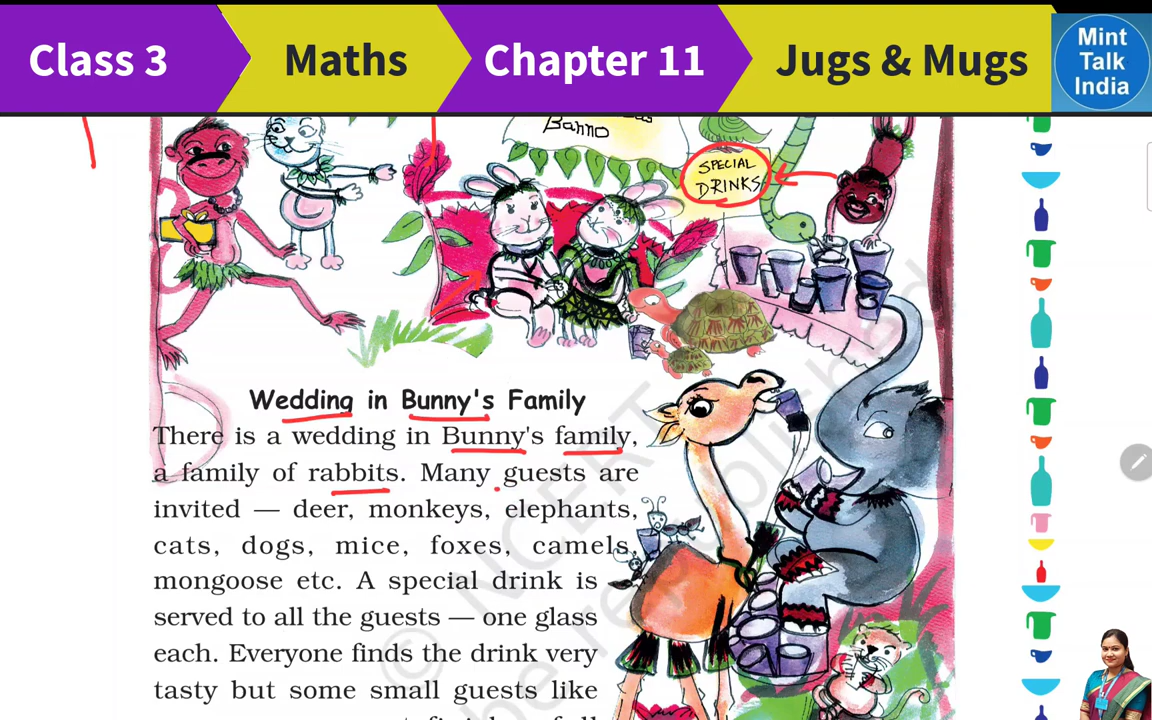 Class 3
Maths
Chapter 11
Jugs & Mugs
Mint
Talk
India
Banno
SPECIAL
DRINKS
Wedding in Bunny's Family
There is a wedding in Bunny's family,
a family of rabbits. Many guests are
invited — deer, monkeys, elephants,
cats, dogs, mice, foxes, camels,
mongoose etc. A special drink is
served to all the guests — one glass
each. Everyone finds the drink very
tasty but some small guests like